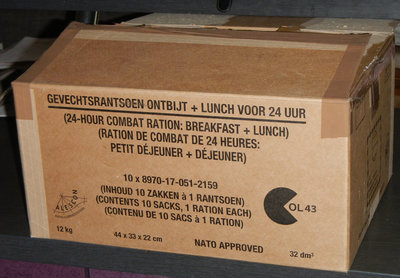 GEVECHTSRANTSOEN ONTBIJT + LUNCH VOOR 24 UUR
(24-HOUR COMBAT RATION: BREAKFAST + LUNCH)
(RATION DE COMBAT DE 24 HEURES:
PETIT DÉJEUNER + DÉJEUNER)
10 x 8970-17-051-2159
(INHOUD 10 ZAKKEN à 1 RANTSOEN)
(CONTENTS 10 SACKS, 1 RATION EACH)
(CONTENU DE 10 SACS à 1 RATION)
OL 43
ALESCON
12 kg
44 x 33 x 22 cm
NATO APPROVED
32 dm³